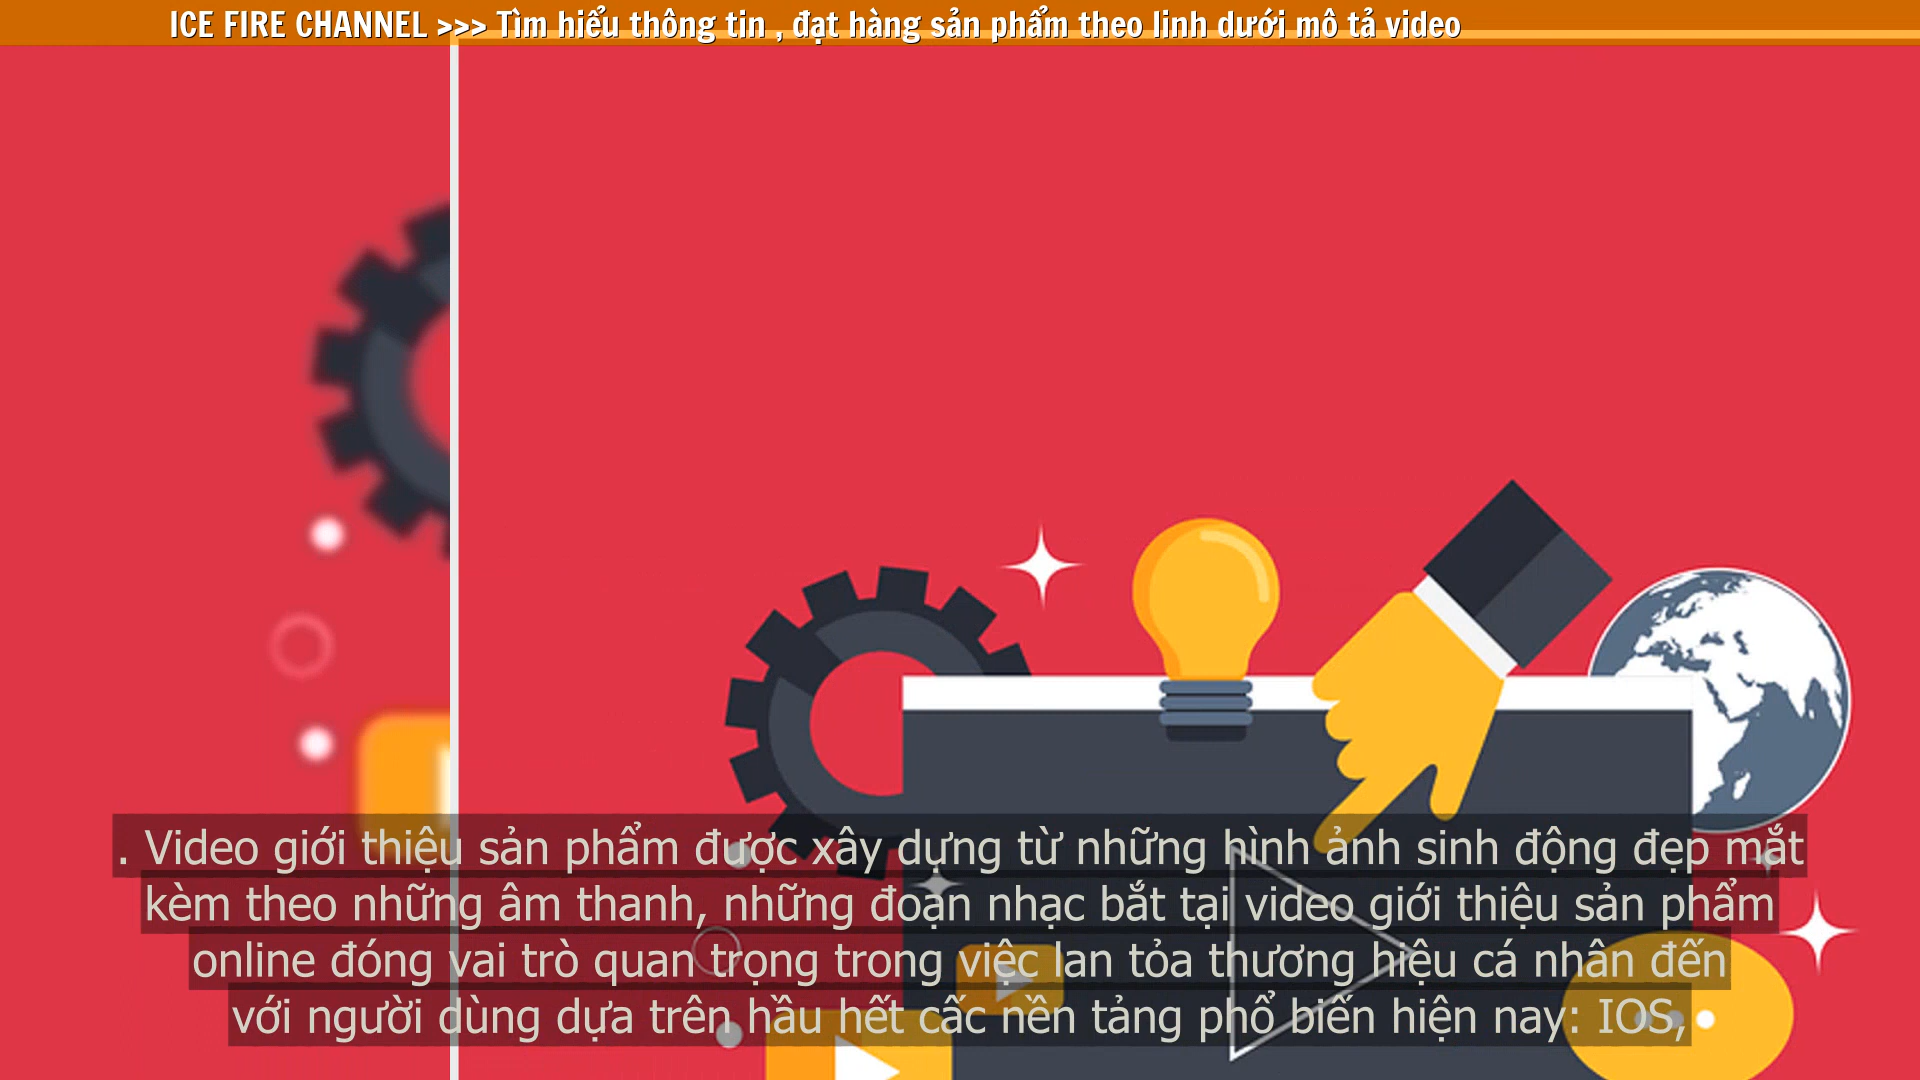 ICE FIRE CHANNEL >>> Tìm hiểu thông tin , đạt hàng sản phẩm theo linh dưới mô tả video
. Video giới thiệu sản phẩm được xây dựng từ những hình ảnh sinh động đẹp mắt
kèm theo những âm thanh, những đoạn nhạc bắt tại video giới thiệu sản phẩm
online đóng vai trò quan trọng trong việc lan tỏa thương hiệu cá nhân đến
với người dùng dựa trên hầu hết cấc nền tảng phổ biến hiện nay: IOS,